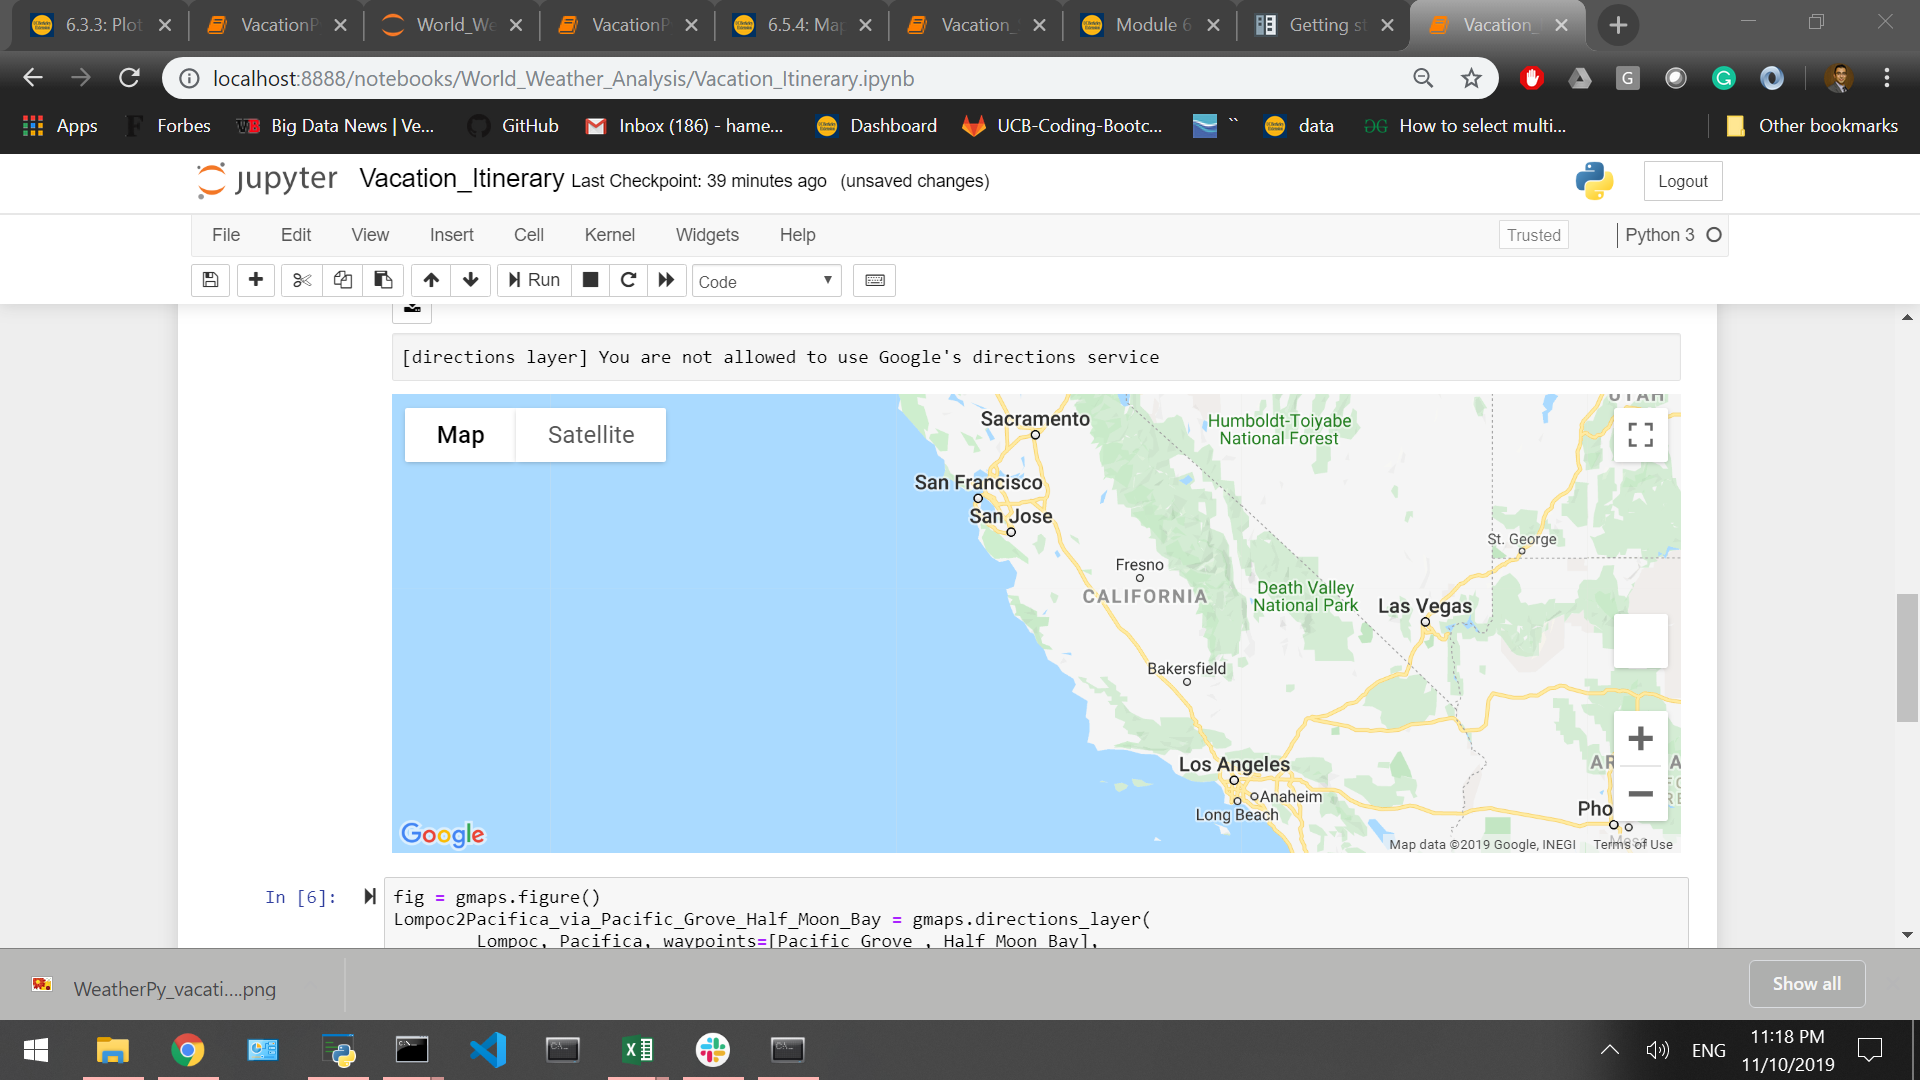 6.3.3: Plot
VacationP
World_We
VacationP
6.5.4: Map
Vacation_
Module 6
Getting st
Vacation_
localhost:8888/notebooks/World_Weather_Analysis/Vacation_Itinerary.ipynb
Apps
Forbes
Big Data News | Ve...
GitHub
Inbox (186) - hame...
Dashboard
UCB-Coding-Bootc...
``
data
How to select multi...
Other bookmarks
jupyter Vacation_Itinerary Last Checkpoint: 39 minutes ago (unsaved changes)
Logout
File Edit View Insert Cell Kernel Widgets Help
Trusted
Python 3
Run
Code
[directions layer] You are not allowed to use Google's directions service
Map Satellite
UTAH
Sacramento
Humboldt-Toiyabe
National Forest
San Francisco
San Jose
St. George
Fresno
CALIFORNIA
Death Valley
National Park
Las Vegas
Bakersfield
Los Angeles
Anaheim
Long Beach
Pho
Mesa
Google
Map data ©2019 Google, INEGI
Terms of Use
In [6]:
fig = gmaps.figure()
Lompoc2Pacifica_via_Pacific_Grove_Half_Moon_Bay = gmaps.directions_layer(
Lompoc, Pacifica, waypoints=[Pacific_Grove , Half_Moon_Bay],
WeatherPy_vacati....png
Show all
ENG
11:18 PM
11/10/2019